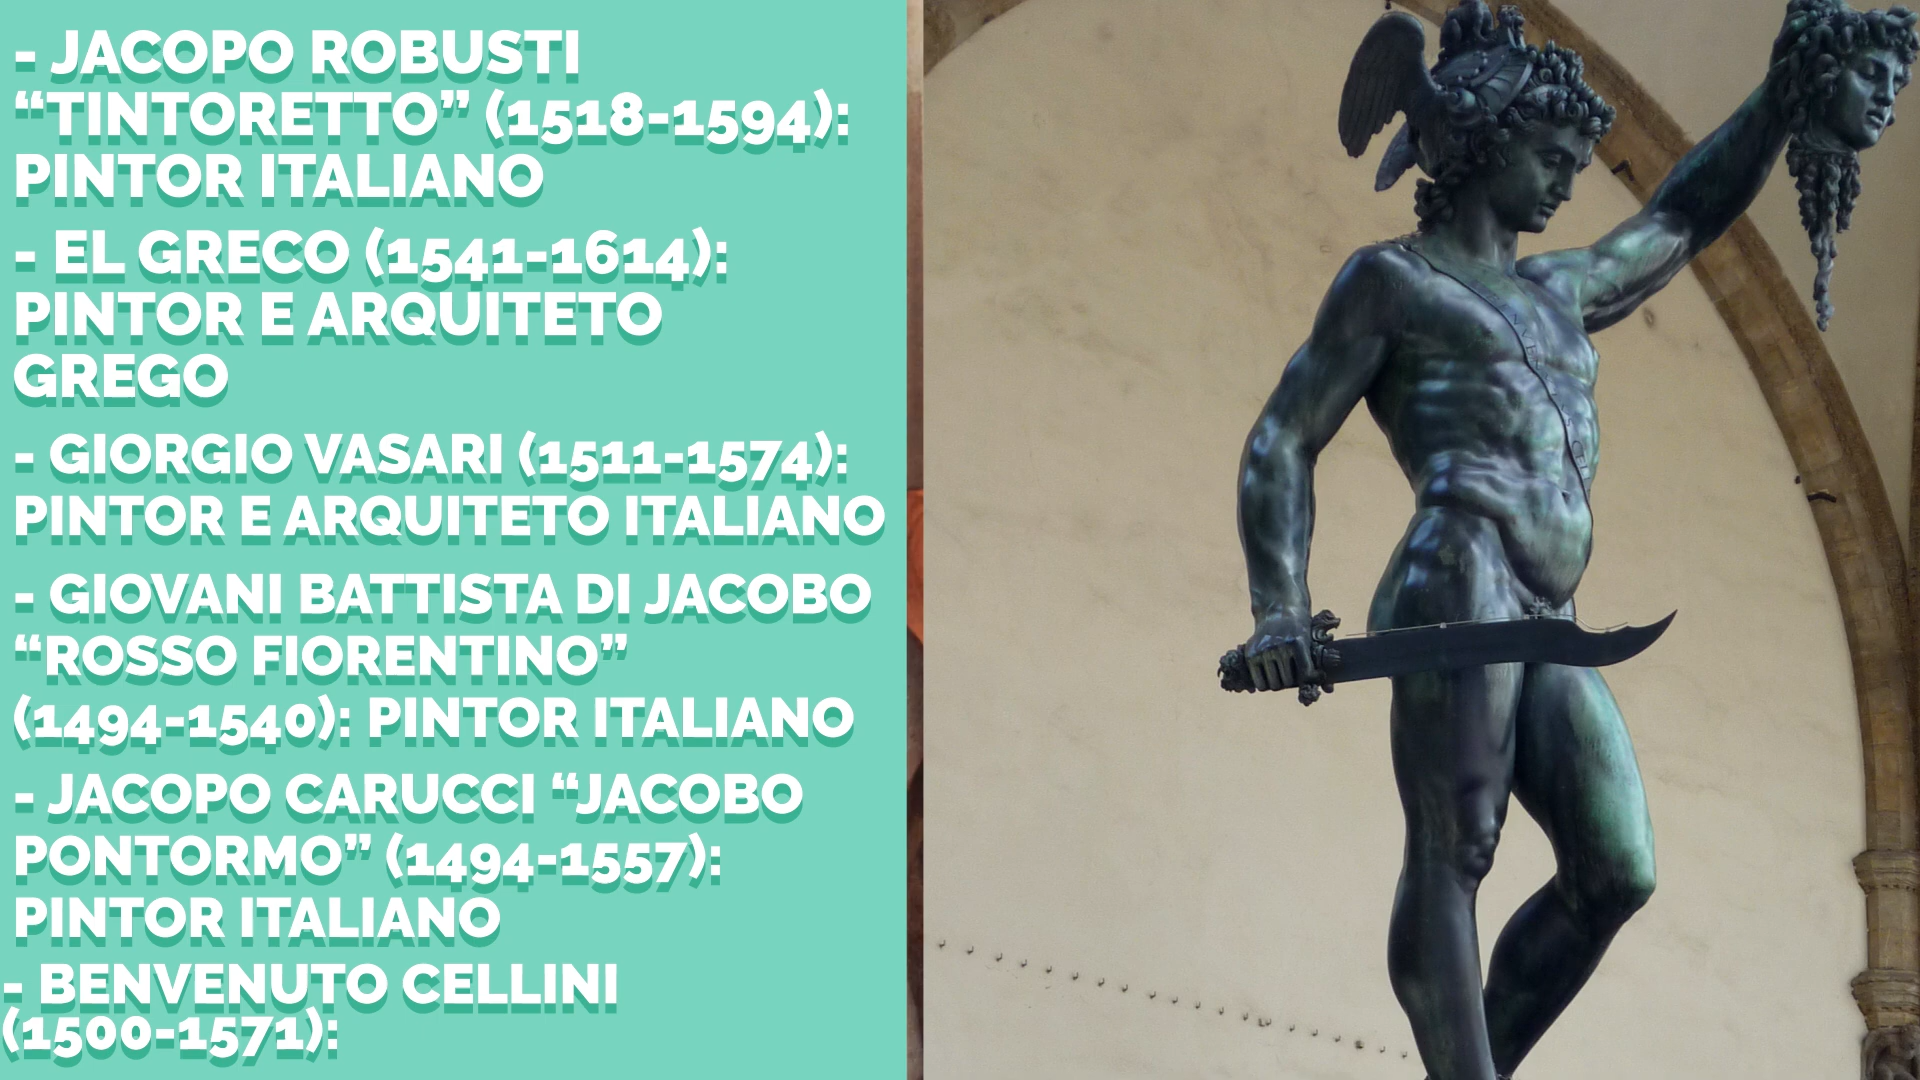 - JACOPO ROBUSTI
“TINTORETTO” (1518-1594):
PINTOR ITALIANO
- EL GRECO (1541-1614):
PINTOR E ARQUITETO
GREGO
- GIORGIO VASARI (1511-1574):
PINTOR E ARQUITETO ITALIANO
- GIOVANI BATTISTA DI JACOBO
“ROSSO FIORENTINO”
(1494-1540): PINTOR ITALIANO
- JACOPO CARUCCI “JACOBO
PONTORMO” (1494-1557):
PINTOR ITALIANO
- BENVENUTO CELLINI
(1500-1571):